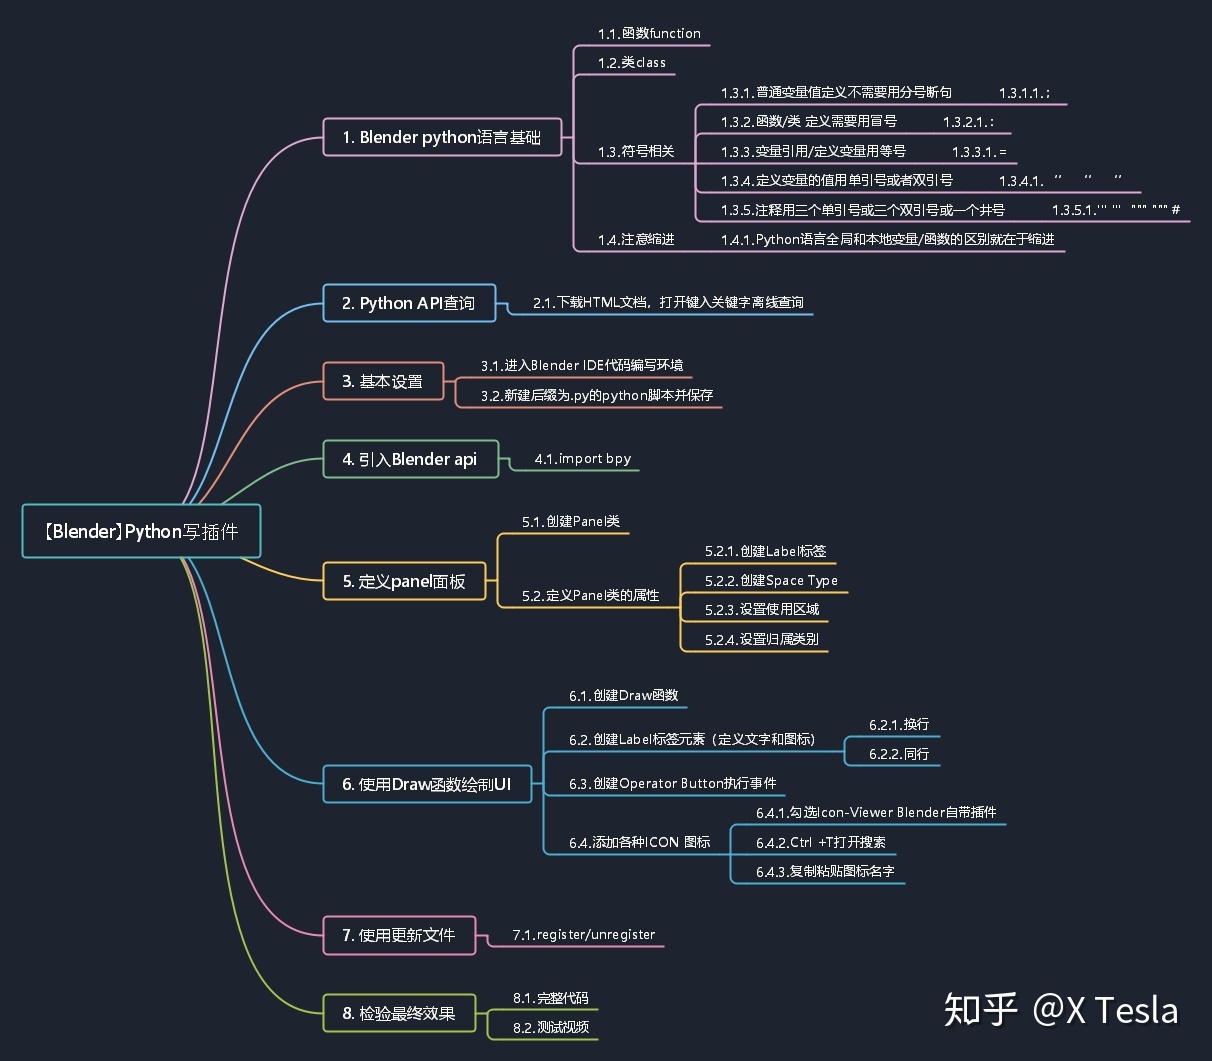 【Blender】Python写插件
1. Blender python语言基础
1.1.函数function
1.2.类class
1.3.符号相关
1.3.1.普通变量值定义不需要用分号断句
1.3.1.1.;
1.3.2.函数/类 定义需要用冒号
1.3.2.1.:
1.3.3.变量引用/定义变量用等号
1.3.3.1.=
1.3.4.定义变量的值用单引号或者双引号
1.3.4.1. '' '' ''
1.3.5.注释用三个单引号或三个双引号或一个井号
1.3.5.1.''' ''' """ """ #
1.4.注意缩进
1.4.1.Python语言全局和本地变量/函数的区别就在于缩进
2. Python API查询
2.1.下载HTML文档，打开键入关键字离线查询
3. 基本设置
3.1.进入Blender IDE代码编写环境
3.2.新建后缀为.py的python脚本并保存
4. 引入Blender api
4.1.import bpy
5. 定义panel面板
5.1.创建Panel类
5.2.定义Panel类的属性
5.2.1.创建Label标签
5.2.2.创建Space Type
5.2.3.设置使用区域
5.2.4.设置归属类别
6. 使用Draw函数绘制UI
6.1.创建Draw函数
6.2.创建Label标签元素（定义文字和图标)
6.2.1.换行
6.2.2.同行
6.3.创建Operator Button执行事件
6.4.添加各种ICON 图标
6.4.1.勾选Icon-Viewer Blender自带插件
6.4.2.Ctrl +T打开搜索
6.4.3.复制粘贴图标名字
7. 使用更新文件
7.1.register/unregister
8. 检验最终效果
8.1.完整代码
8.2.测试视频
知乎 @X Tesla